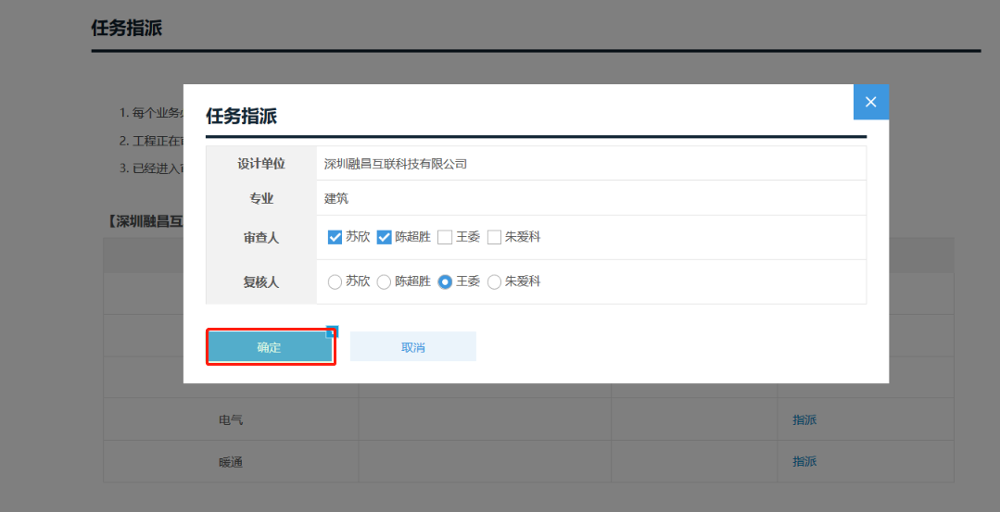 任务指派
1. 每个业务
2. 工程正在
3. 已经进入
任务指派
设计单位 深圳融昌互联科技有限公司
专业 建筑
审查人 苏欣 陈超胜 王委 朱爱科
复核人 苏欣 陈超胜 王委 朱爱科
【深圳融昌互
确定 取消
电气 指派
暖通 指派